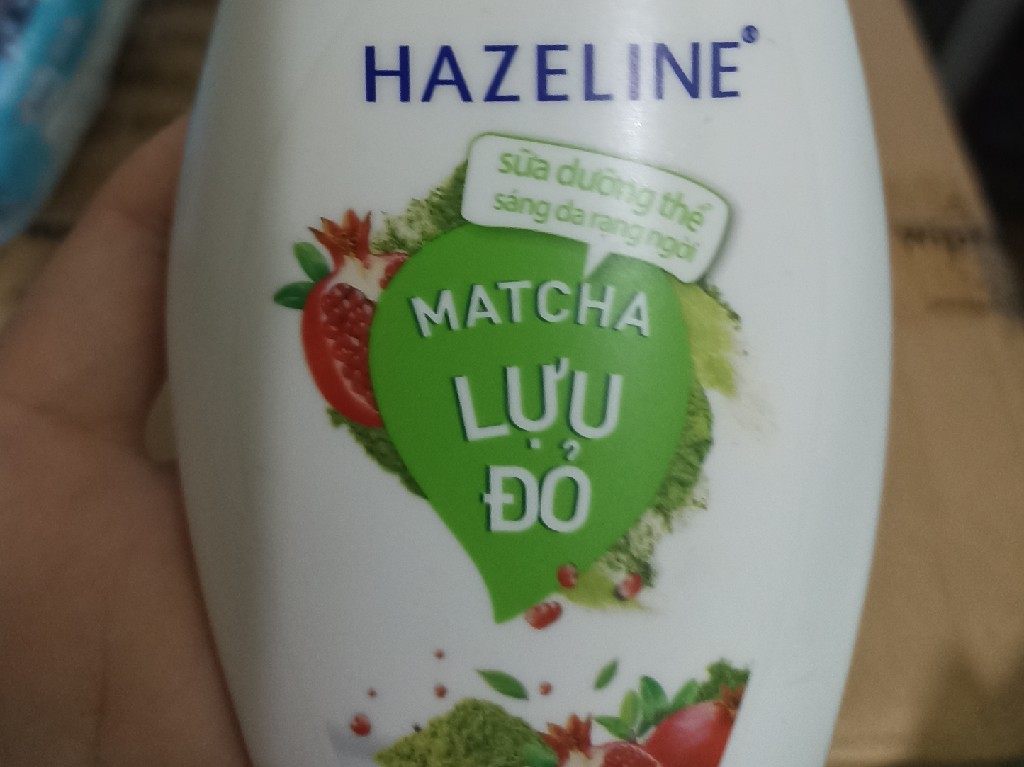 HAZELINE
sữa dưỡng thể
sáng da rạng ngời
MATCHA
LỰU
ĐỎ